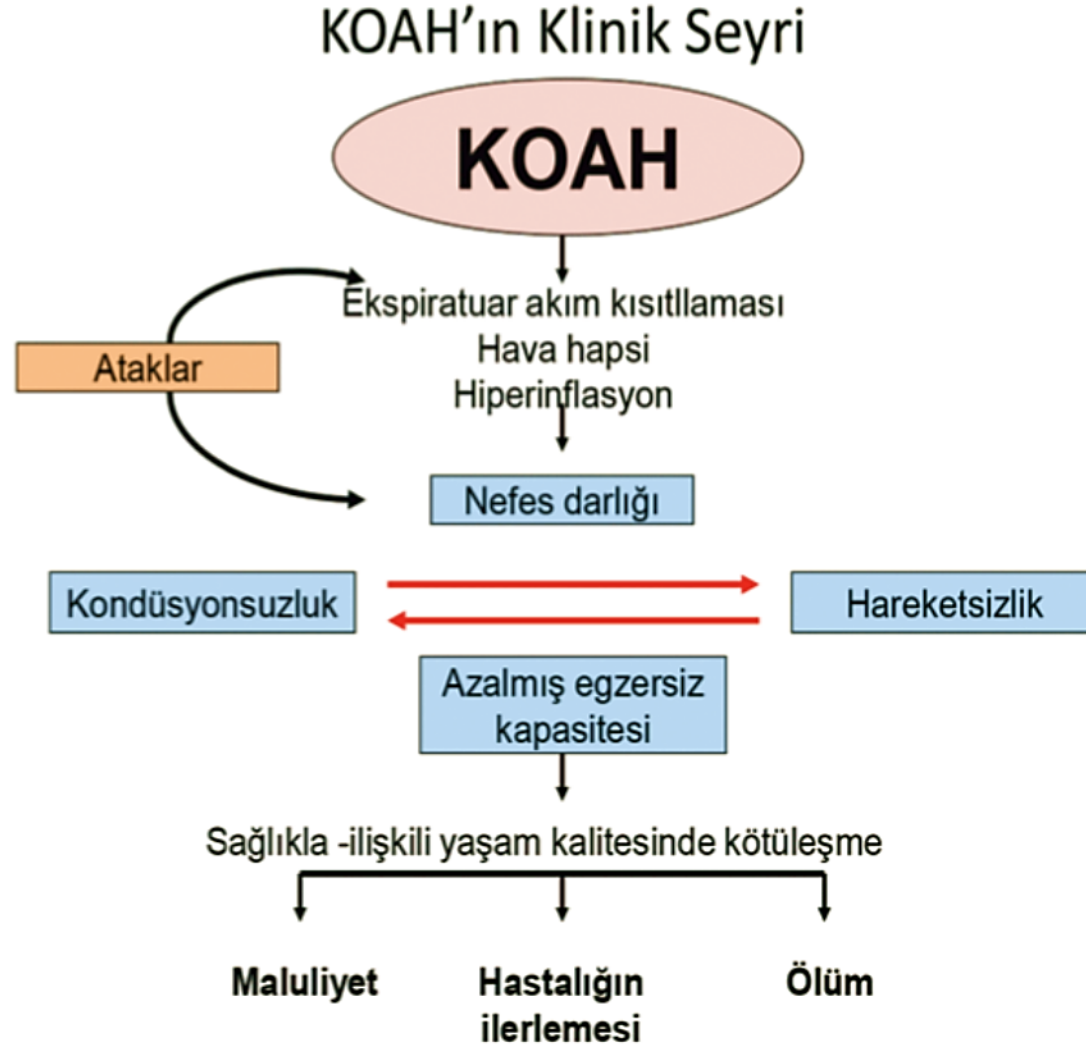 KOAH’ın Klinik Seyri
KOAH
Ekspiratuar akım kısıtllaması
Hava hapsi
Hiperinflasyon
Ataklar
Nefes darlığı
Kondüsyonsuzluk
Hareketsizlik
Azalmış egzersiz
kapasitesi
Sağlıkla -ilişkili yaşam kalitesinde kötüleşme
Maluliyet
Hastalığın
ilerlemesi
Ölüm